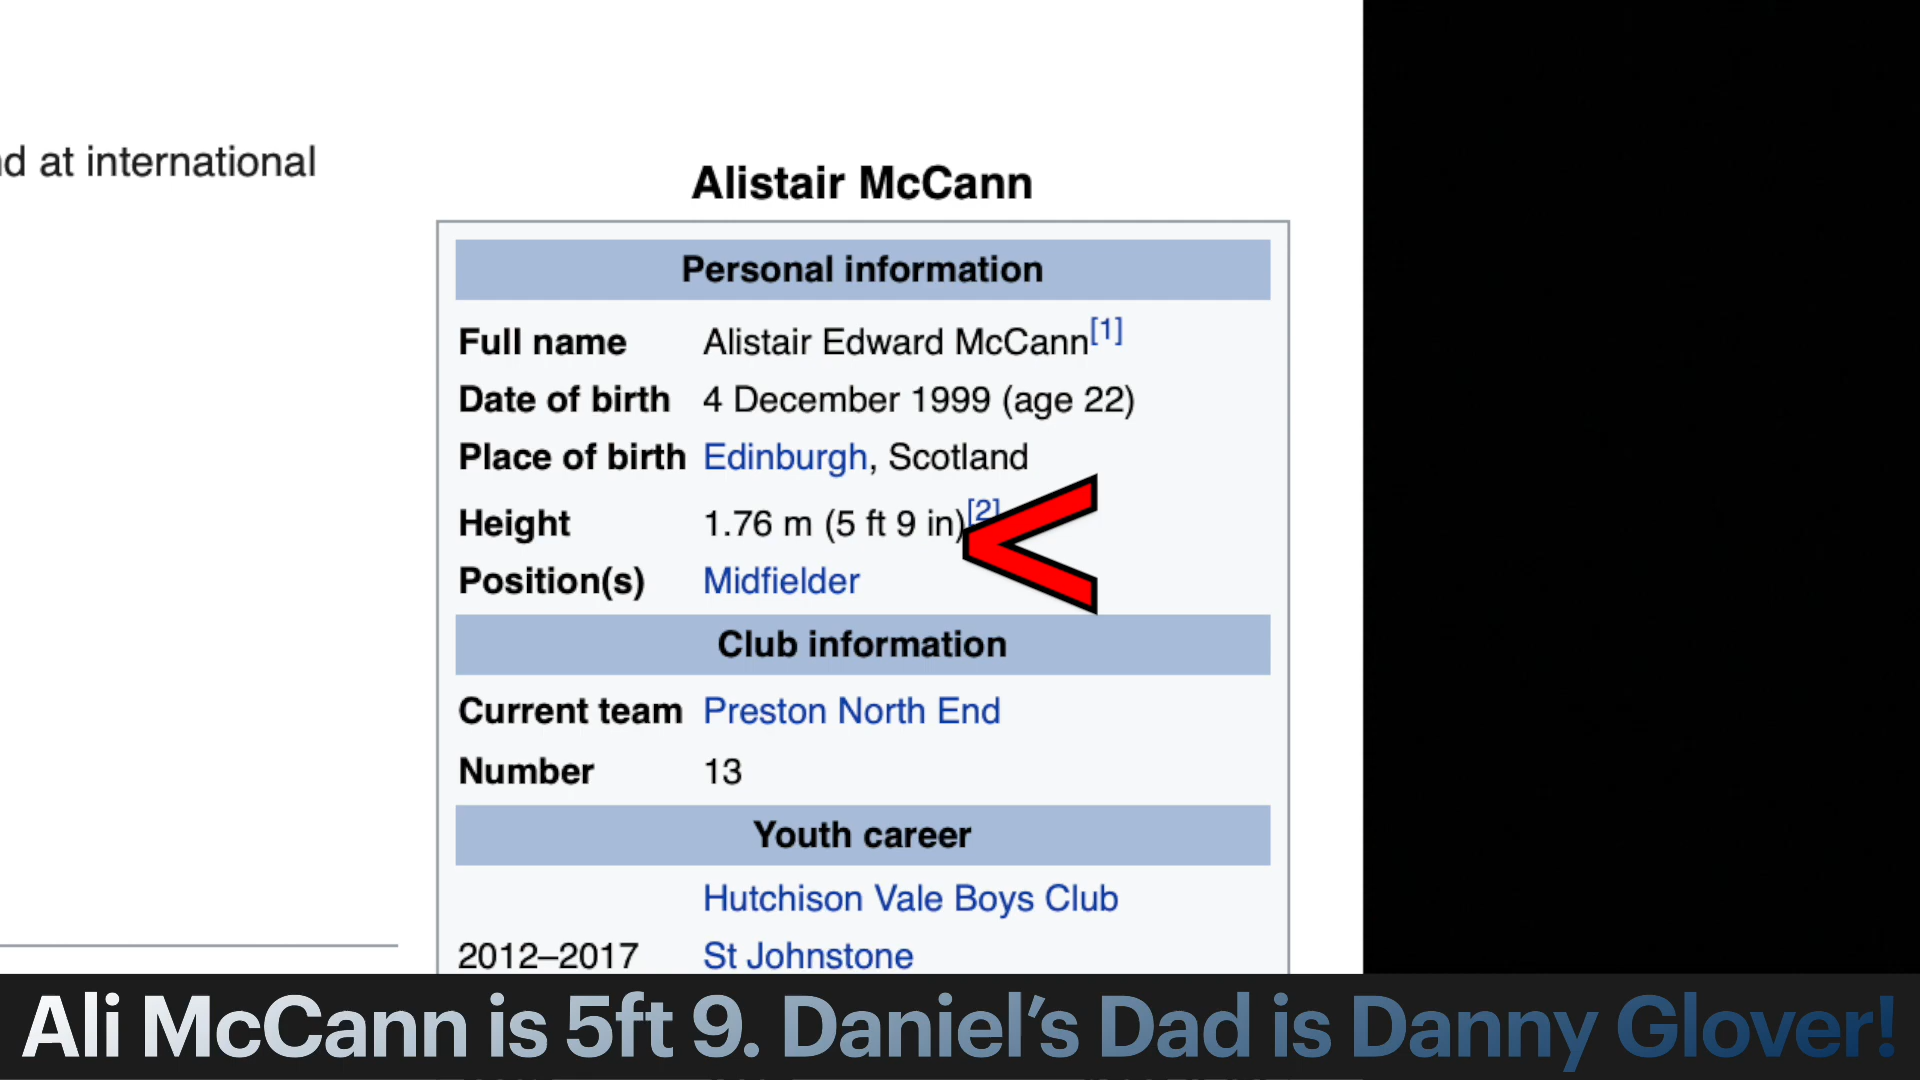 nd at international
Alistair McCann
Personal information
Full name Alistair Edward McCann[1]
Date of birth 4 December 1999 (age 22)
Place of birth Edinburgh, Scotland
Height 1.76 m (5 ft 9 in)[2]
Position(s) Midfielder
Club information
Current team Preston North End
Number 13
Youth career
Hutchison Vale Boys Club
2012–2017 St Johnstone
Ali McCann is 5ft 9. Daniel's Dad is Danny Glover!